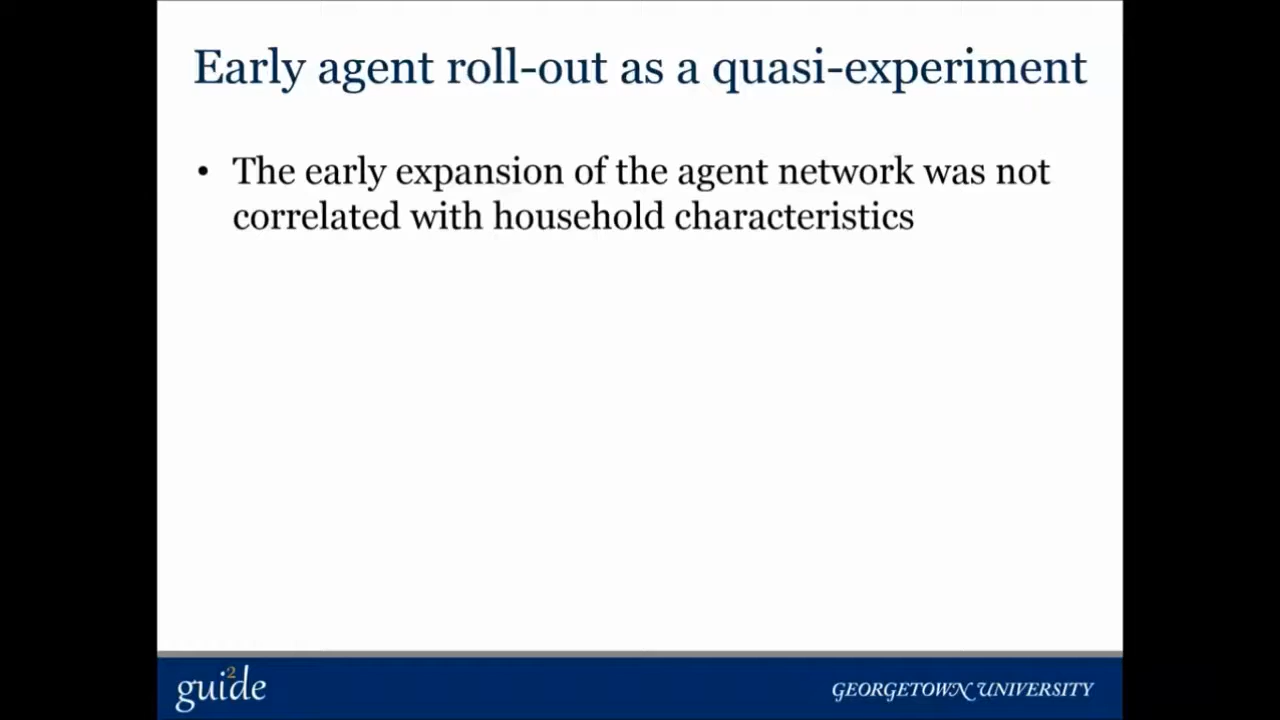 Early agent roll-out as a quasi-experiment
• The early expansion of the agent network was not
correlated with household characteristics
gui2de
GEORGETOWN UNIVERSITY